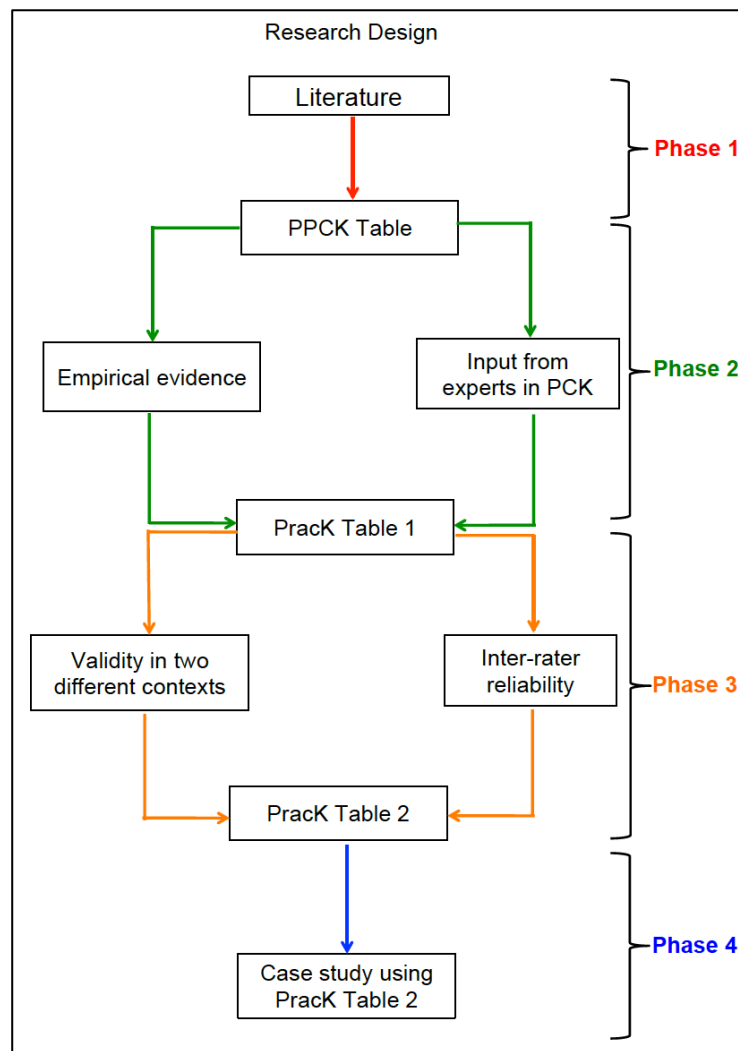 Research Design
Literature
Phase 1
PPCK Table
Empirical evidence
Input from
experts in PCK
Phase 2
PracK Table 1
Validity in two
different contexts
Inter-rater
reliability
Phase 3
PracK Table 2
Phase 4
Case study using
PracK Table 2